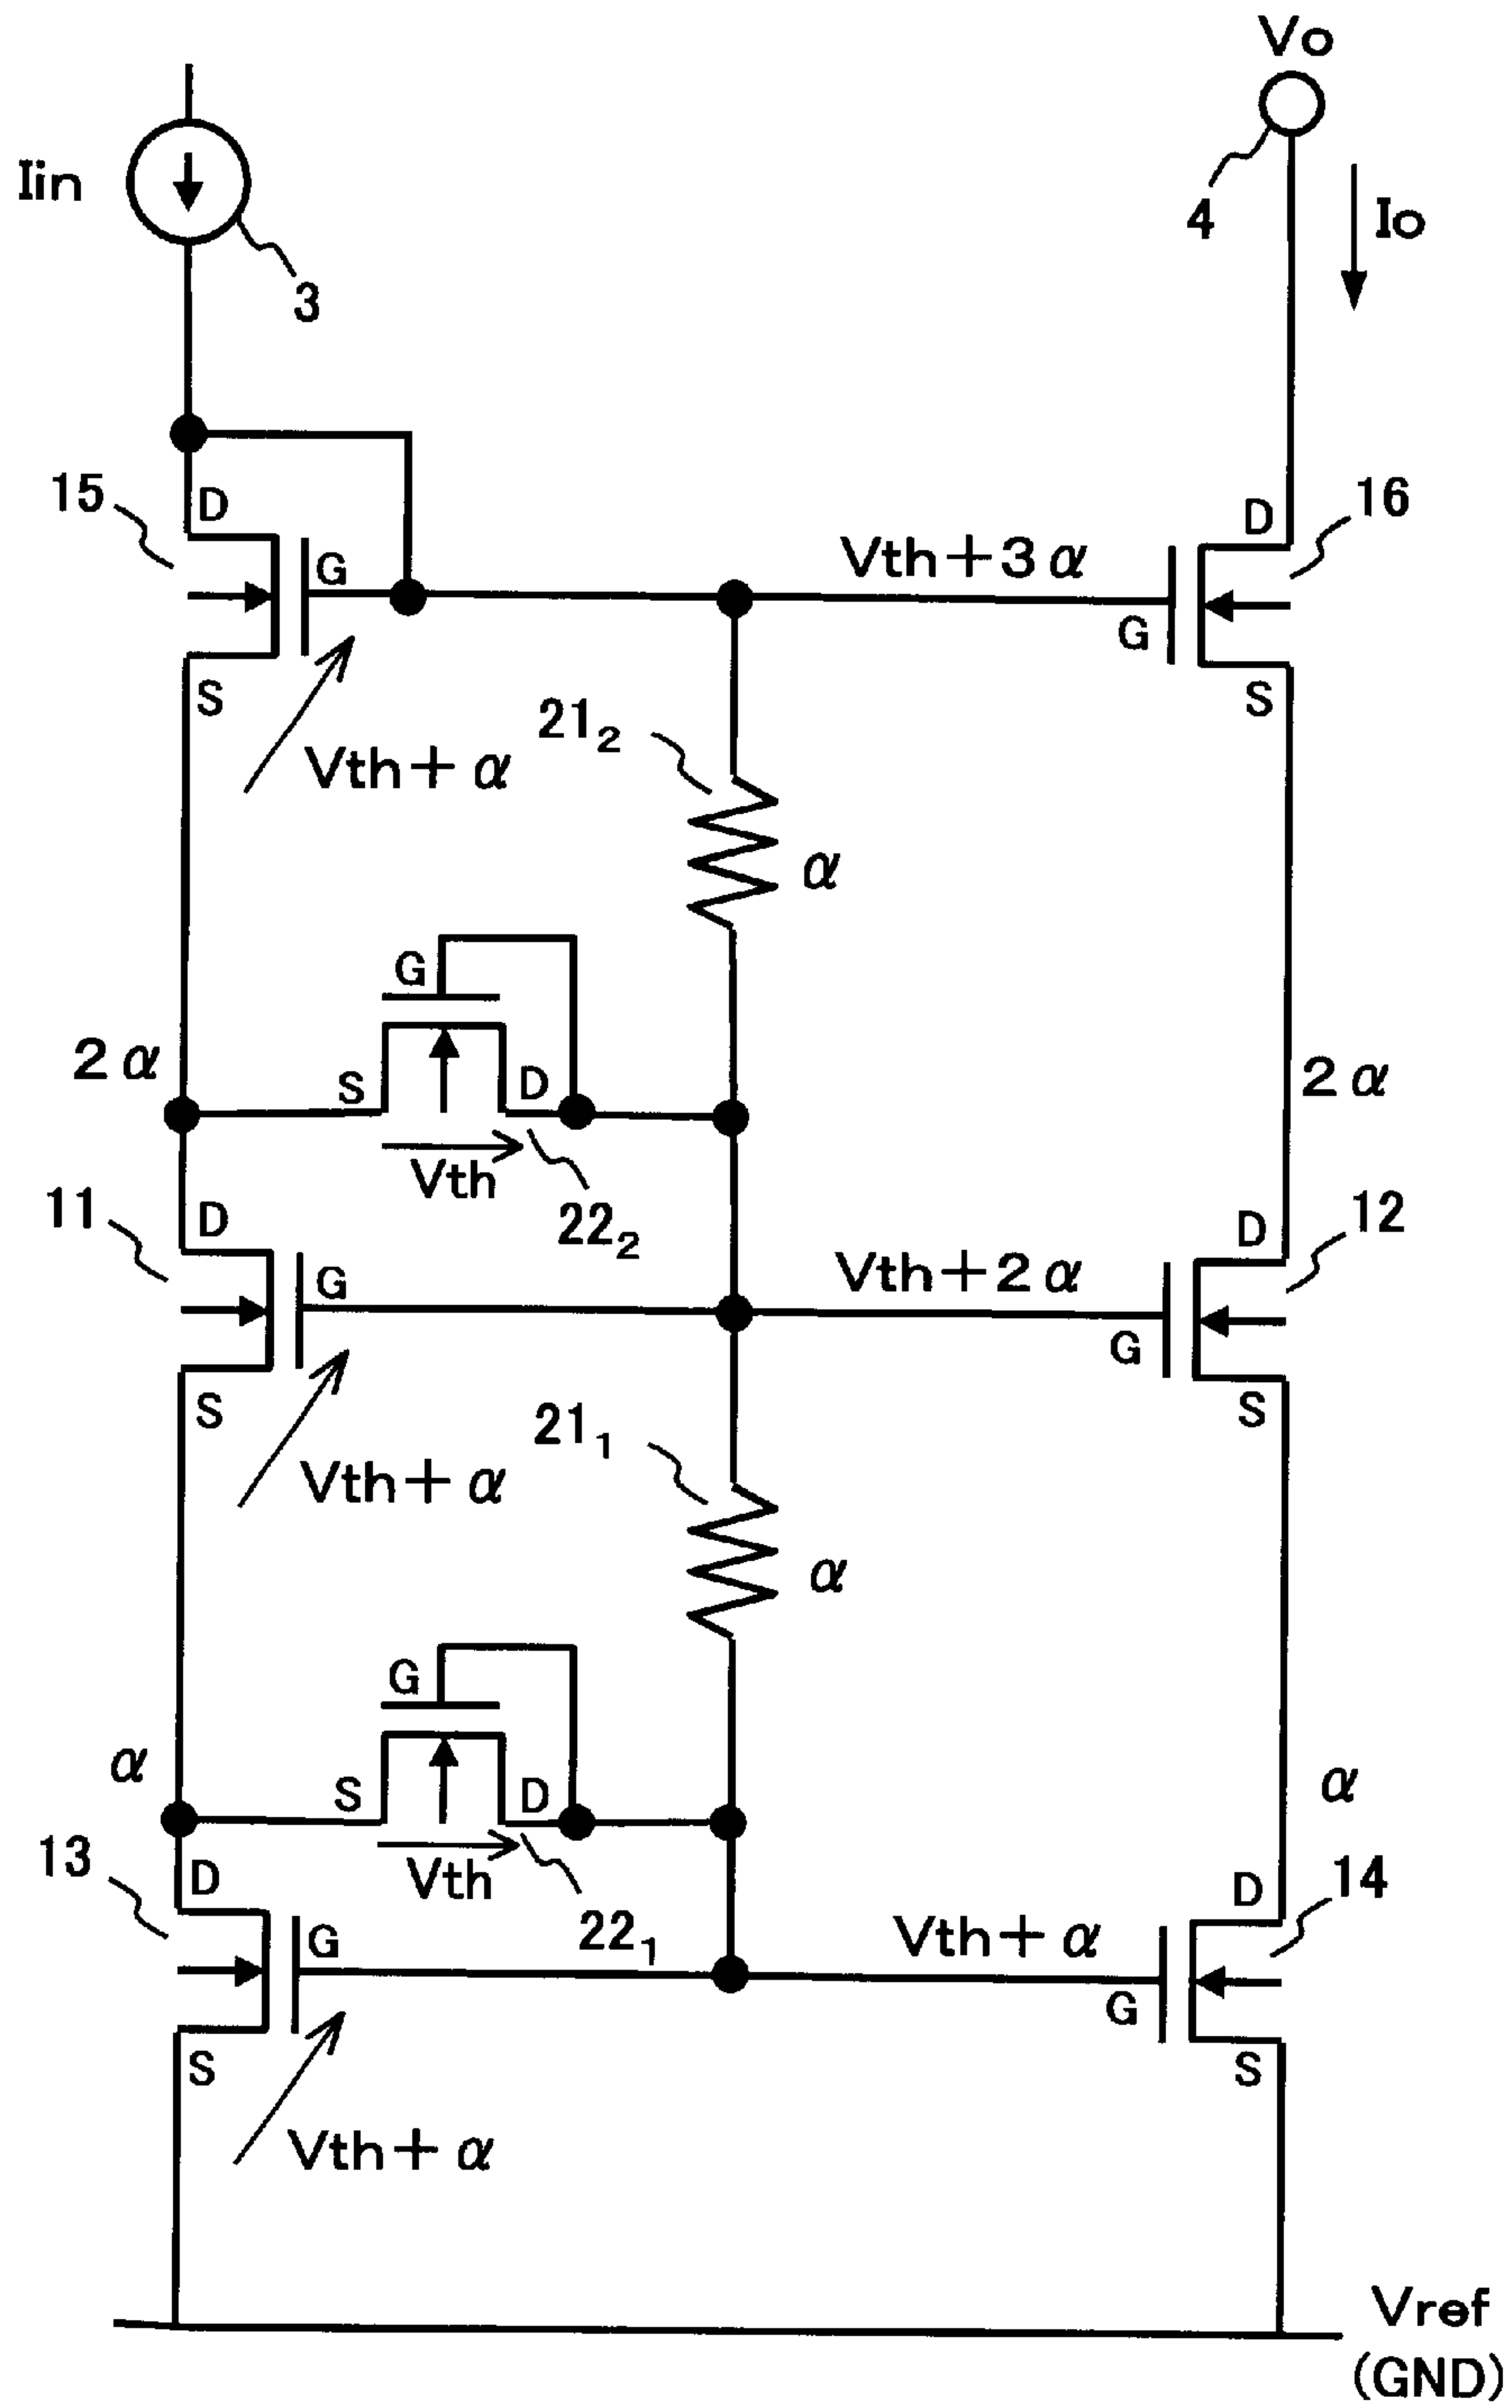 Vo
Iin
4
Io
3
15
D
G
S
Vth+α
Vth+3α
D
16
G
S
21₂
α
G
2α
S
D
Vth
22₂
2α
11
D
G
S
Vth+α
Vth+2α
D
12
G
S
21₁
α
G
α
S
D
Vth
22₁
α
13
D
G
S
Vth+α
Vth+α
D
14
G
S
Vref
(GND)